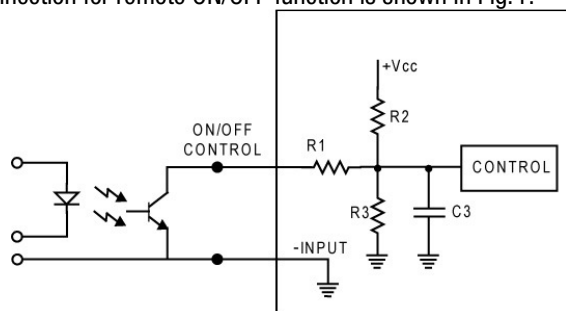 nnection for remote ON/OFF function is shown in Fig.1.
+Vcc
R2
ON/OFF
CONTROL
R1
CONTROL
R3
C3
-INPUT